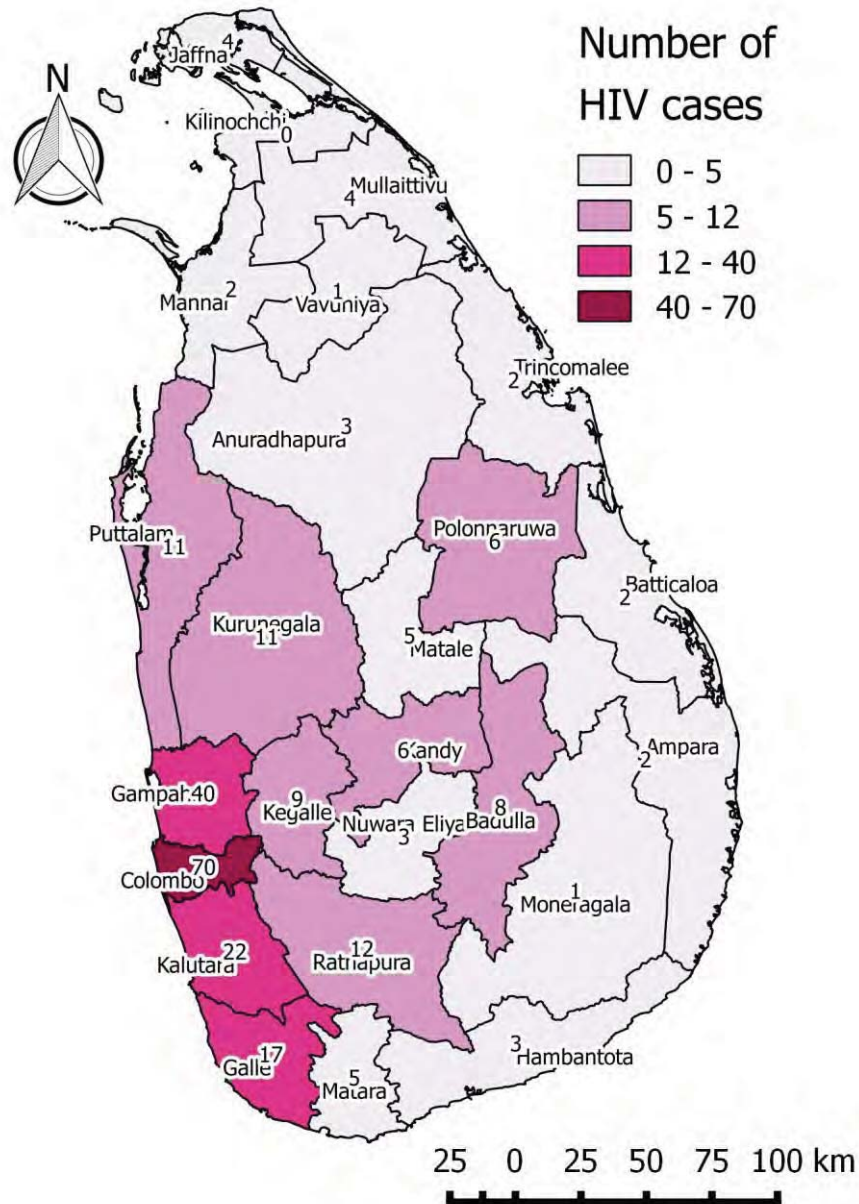 Number of
HIV cases
0 - 5
5 - 12
12 - 40
40 - 70
N
4
Jaffna
Kilinochchi
0
Mullaittivu
4
Mannar
2
1
Vavuniya
Trincomalee
2
Anuradhapura
3
Puttalam
11
Polonnaruwa
6
Kurunegala
11
Batticaloa
2
5
Matale
6
Kandy
Ampara
2
Gampaha
40
9
Kegalle
Nuwara Eliya
3
8
Badulla
70
Colombo
1
Moneragala
22
Kalutara
12
Ratnapura
17
Galle
5
Matara
3
Hambantota
25 0 25 50 75 100 km